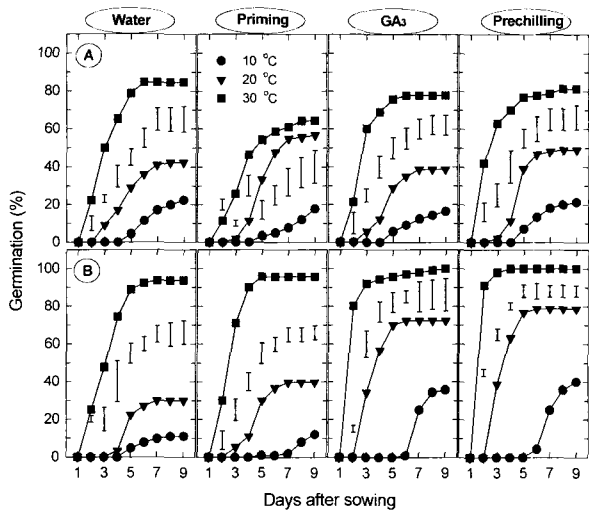 Water Priming GA₃ Prechilling
100
A
● 10 °C
80
▼ 20 °C
■ 30 °C
60
40
20
0
100
B
80
60
40
20
0
Germination (%)
1 3 5 7 9 1 3 5 7 9 1 3 5 7 9 1 3 5 7 9
Days after sowing